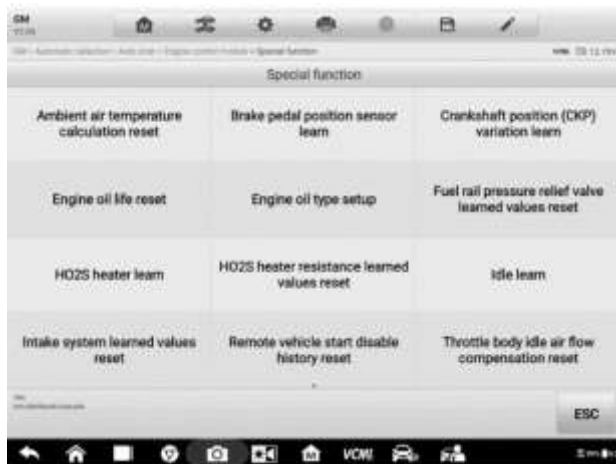 GM
Special function
Ambient air temperature
calculation reset
Brake pedal position sensor
learn
Crankshaft position (CKP)
variation learn
Engine oil life reset
Engine oil type setup
Fuel rail pressure relief valve
learned values reset
HO2S heater learn
HO2S heater resistance learned
values reset
Idle learn
Intake system learned values
reset
Remote vehicle start disable
history reset
Throttle body idle air flow
compensation reset
ESC
VCMI